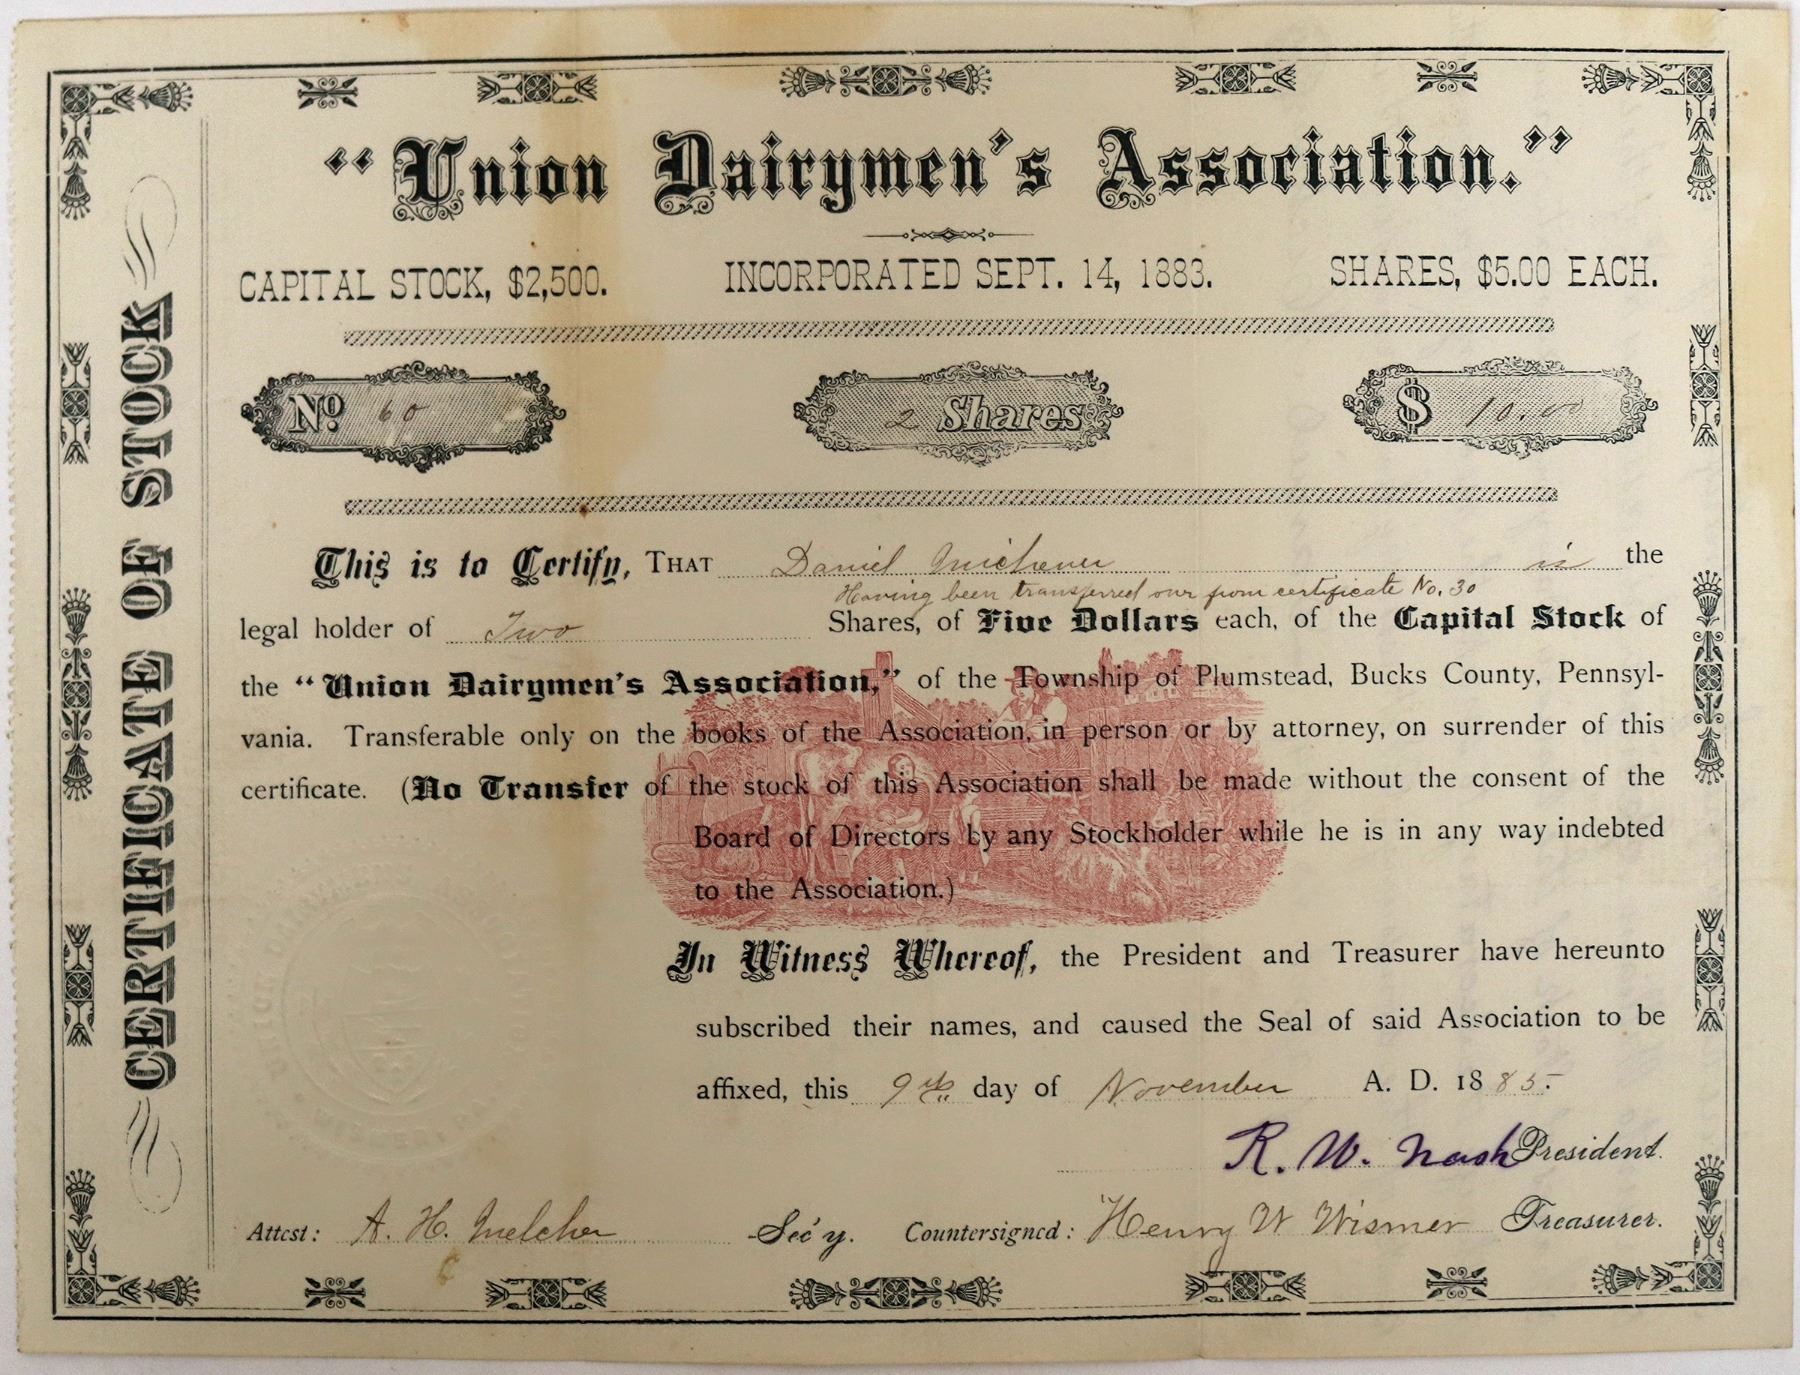 CERTIFICATE OF STOCK
"Union Dairymen's Association."
CAPITAL STOCK, $2,500. INCORPORATED SEPT. 14, 1883. SHARES, $5.00 EACH.
No. 60 2 Shares $ 10.00
This is to Certify, THAT Daniel Michener is the
Having been transferred over from certificate No. 30
legal holder of Two Shares, of Five Dollars each, of the Capital Stock of
the "Union Dairymen's Association," of the Township of Plumstead, Bucks County, Pennsyl-
vania. Transferable only on the books of the Association, in person or by attorney, on surrender of this
certificate. (No Transfer of the stock of this Association shall be made without the consent of the
Board of Directors by any Stockholder while he is in any way indebted
to the Association.)
In Witness Whereof, the President and Treasurer have hereunto
subscribed their names, and caused the Seal of said Association to be
affixed, this 9th day of November A. D. 1885.
R. W. Nash President.
Attest: A. H. Melcher Sec'y. Countersigned: Henry W Wismer Treasurer.